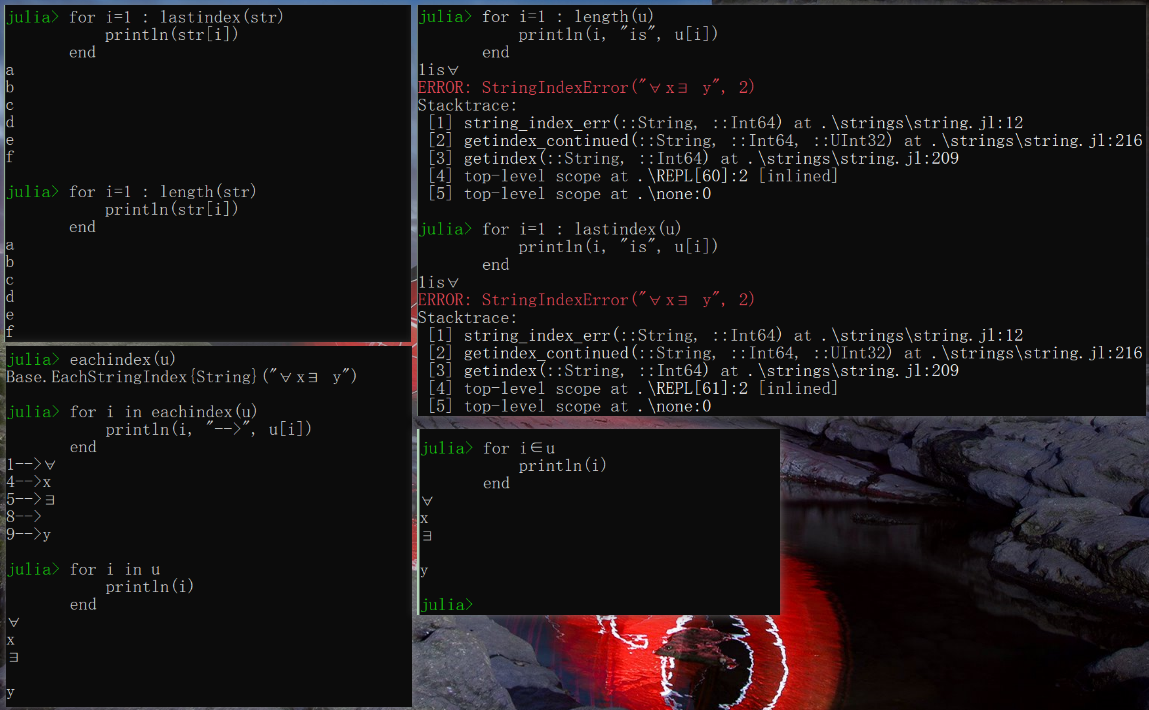 julia> for i=1 : lastindex(str)
println(str[i])
end
a
b
c
d
e
f
julia> for i=1 : length(str)
println(str[i])
end
a
b
c
d
e
f
julia> eachindex(u)
Base.EachStringIndex{String}("∀x∃ y")
julia> for i in eachindex(u)
println(i, "-->", u[i])
end
1-->∀
4-->x
5-->∃
8-->
9-->y
julia> for i in u
println(i)
end
∀
x
∃
y
julia> for i=1 : length(u)
println(i, "is", u[i])
end
1is∀
ERROR: StringIndexError("∀x∃ y", 2)
Stacktrace:
[1] string_index_err(::String, ::Int64) at .\strings\string.jl:12
[2] getindex_continued(::String, ::Int64, ::UInt32) at .\strings\string.jl:216
[3] getindex(::String, ::Int64) at .\strings\string.jl:209
[4] top-level scope at .\REPL[60]:2 [inlined]
[5] top-level scope at .\none:0
julia> for i=1 : lastindex(u)
println(i, "is", u[i])
end
1is∀
ERROR: StringIndexError("∀x∃ y", 2)
Stacktrace:
[1] string_index_err(::String, ::Int64) at .\strings\string.jl:12
[2] getindex_continued(::String, ::Int64, ::UInt32) at .\strings\string.jl:216
[3] getindex(::String, ::Int64) at .\strings\string.jl:209
[4] top-level scope at .\REPL[61]:2 [inlined]
[5] top-level scope at .\none:0
julia> for i∈u
println(i)
end
∀
x
∃
y
julia>